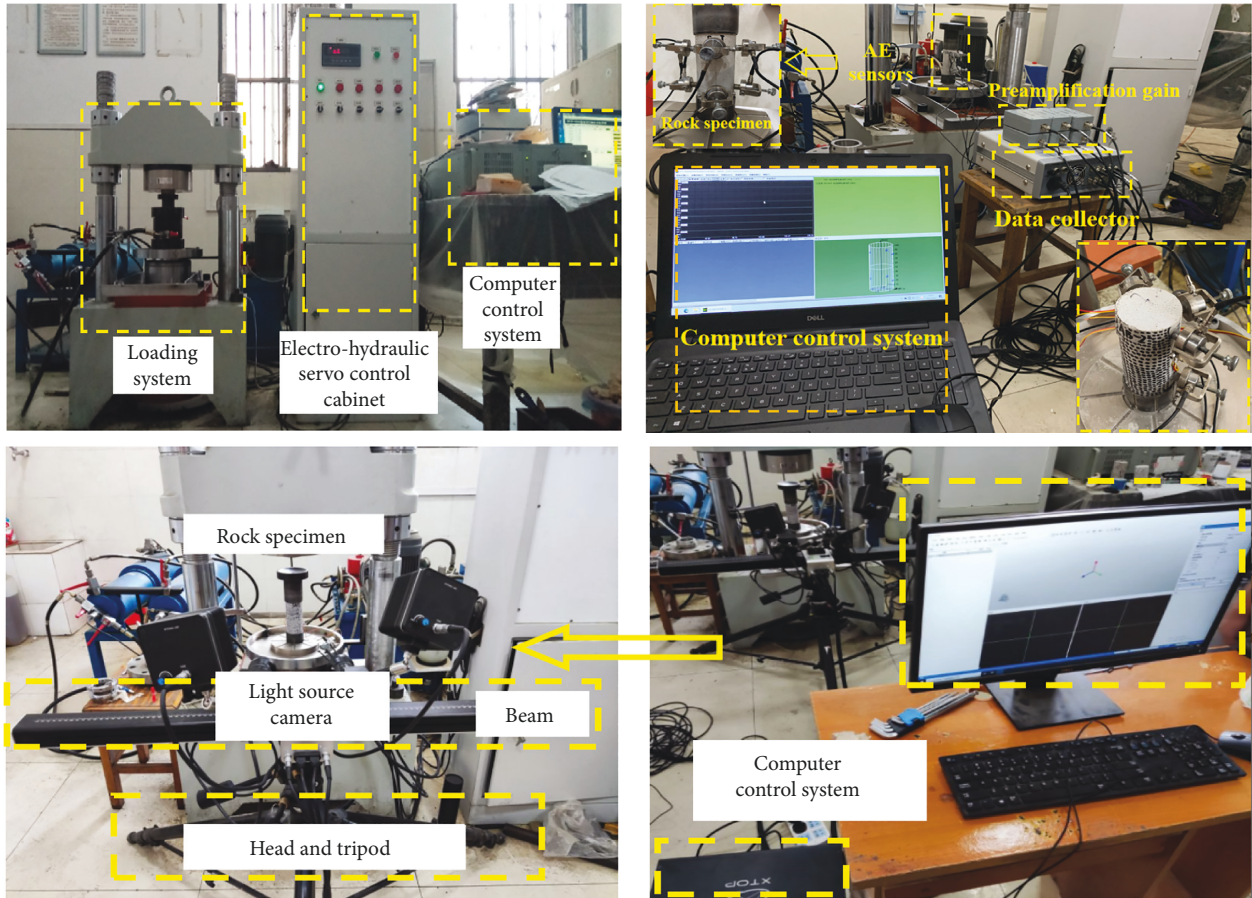 Loading
system
Electro-hydraulic
servo control
cabinet
Computer
control
system
AE
sensors
Preamplification gain
Rock specimen
Data collector
DELL
Computer control system
Rock specimen
Light source
camera
Beam
Head and tripod
Computer
control system
XTOP